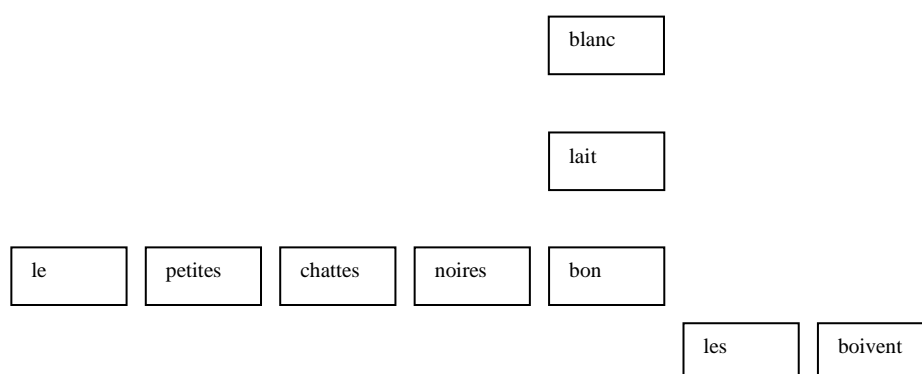 blanc
lait
le petites chattes noires bon
les boivent